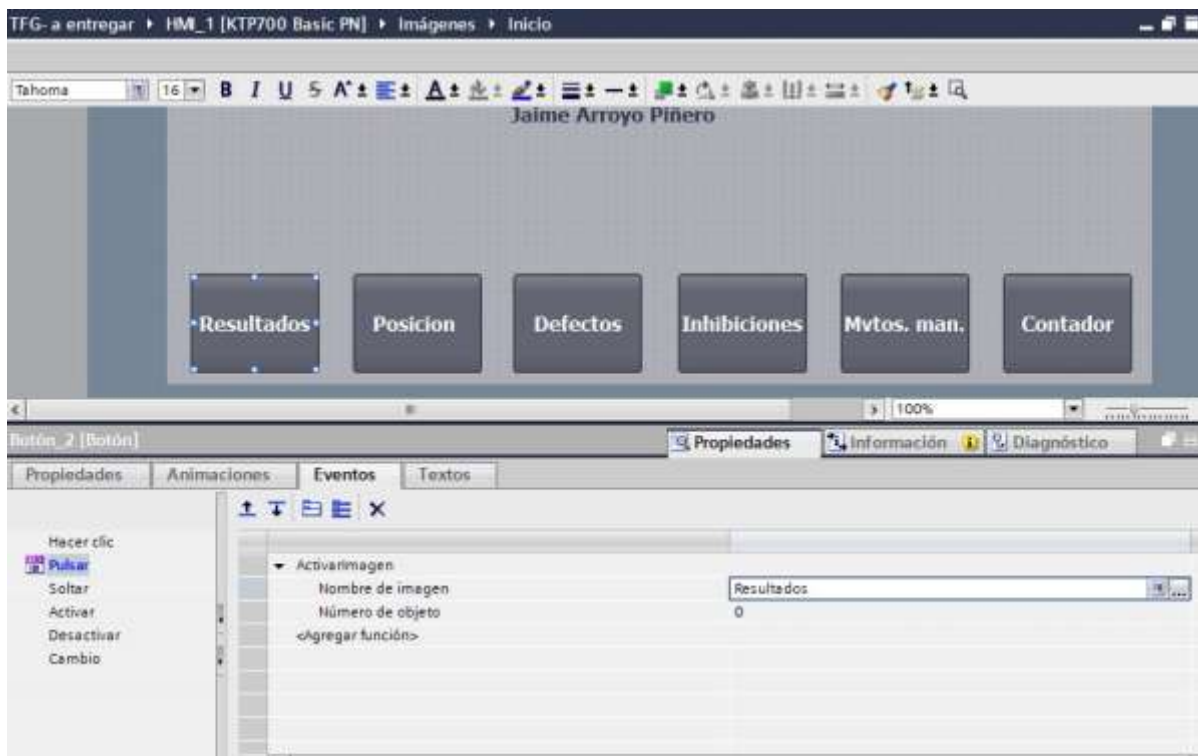 TFG- a entregar ▸ HMI_1 [KTP700 Basic PN] ▸ Imágenes ▸ Inicio
Tahoma 16 B I U S A A
Jaime Arroyo Piñero
Resultados Posicion Defectos Inhibiciones Mvtos. man. Contador
100%
Botón_2 [Botón] Propiedades Información Diagnóstico
Propiedades Animaciones Eventos Textos
Hacer clic
Pulsar
Soltar
Activar
Desactivar
Cambio
ActivarImagen
Nombre de imagen Resultados
Número de objeto 0
<Agregar función>